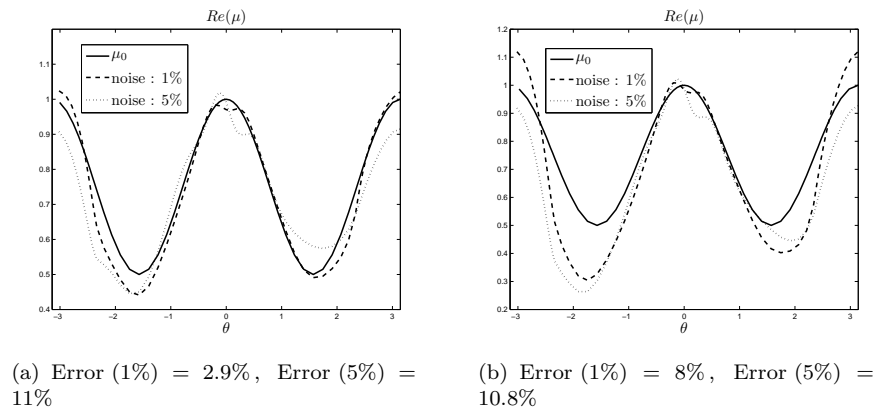 Re(μ)
μ₀
noise : 1%
noise : 5%
1.1
1
0.9
0.8
0.7
0.6
0.5
0.4
−3
−2
−1
0
1
2
3
θ
(a) Error (1%) = 2.9%, Error (5%) =
11%
Re(μ)
μ₀
noise : 1%
noise : 5%
1.2
1.1
1
0.9
0.8
0.7
0.6
0.5
0.4
0.3
0.2
−3
−2
−1
0
1
2
3
θ
(b) Error (1%) = 8%, Error (5%) =
10.8%